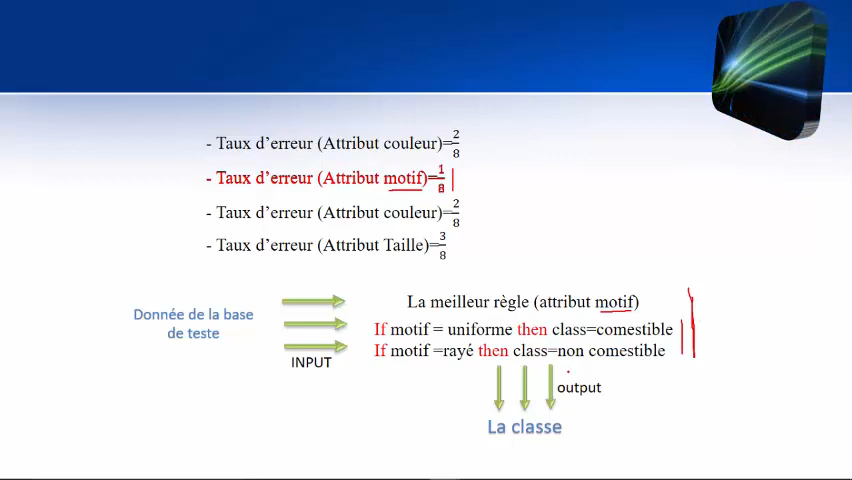 - Taux d'erreur (Attribut couleur)=2/8
- Taux d'erreur (Attribut motif)=1/8
- Taux d'erreur (Attribut couleur)=2/8
- Taux d'erreur (Attribut Taille)=3/8
Donnée de la base
de teste
INPUT
La meilleur règle (attribut motif)
If motif = uniforme then class=comestible
If motif =rayé then class=non comestible
output
La classe